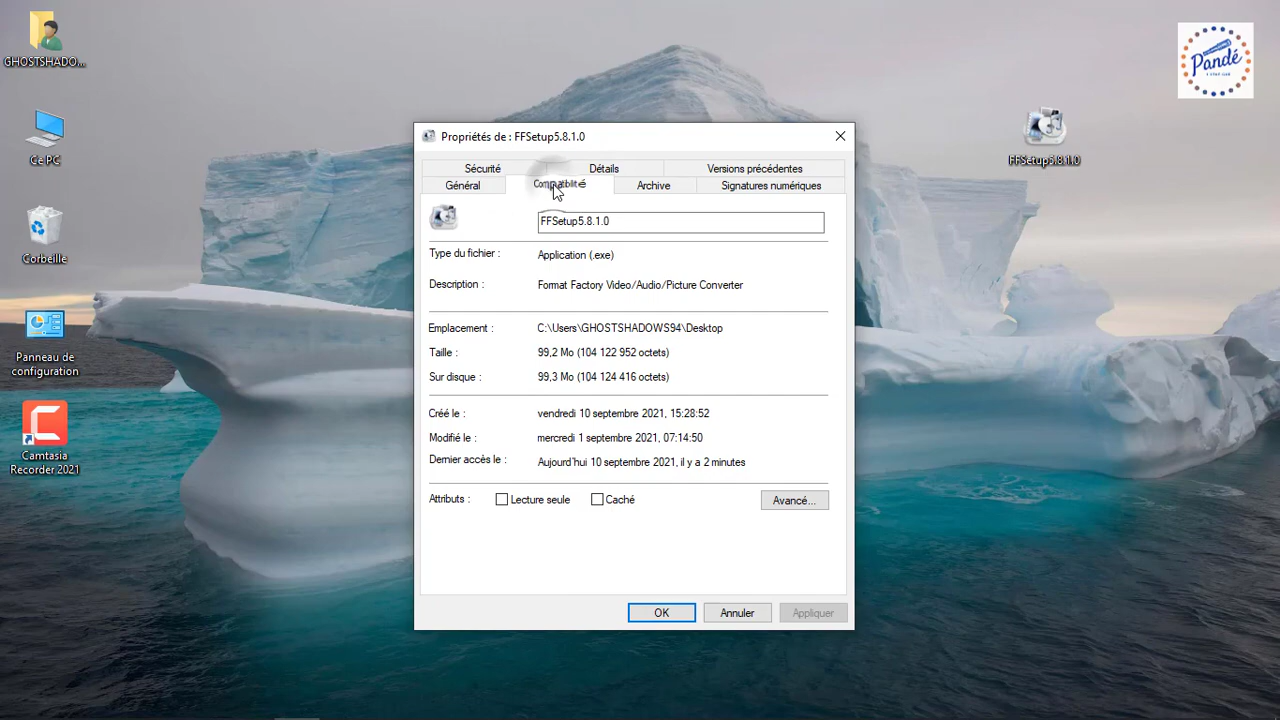 GHOSTSHADO...
Ce PC
Corbeille
Panneau de
configuration
Camtasia
Recorder 2021
FFSetup5.8.1.0
Pandé
Propriétés de : FFSetup5.8.1.0
Sécurité
Détails
Versions précédentes
Général
Compatibilité
Archive
Signatures numériques
FFSetup5.8.1.0
Type du fichier :
Application (.exe)
Description :
Format Factory Video/Audio/Picture Converter
Emplacement :
C:\Users\GHOSTSHADOWS94\Desktop
Taille :
99,2 Mo (104 122 952 octets)
Sur disque :
99,3 Mo (104 124 416 octets)
Créé le :
vendredi 10 septembre 2021, 15:28:52
Modifié le :
mercredi 1 septembre 2021, 07:14:50
Dernier accès le :
Aujourd'hui 10 septembre 2021, il y a 2 minutes
Attributs :
Lecture seule
Caché
Avancé...
OK
Annuler
Appliquer